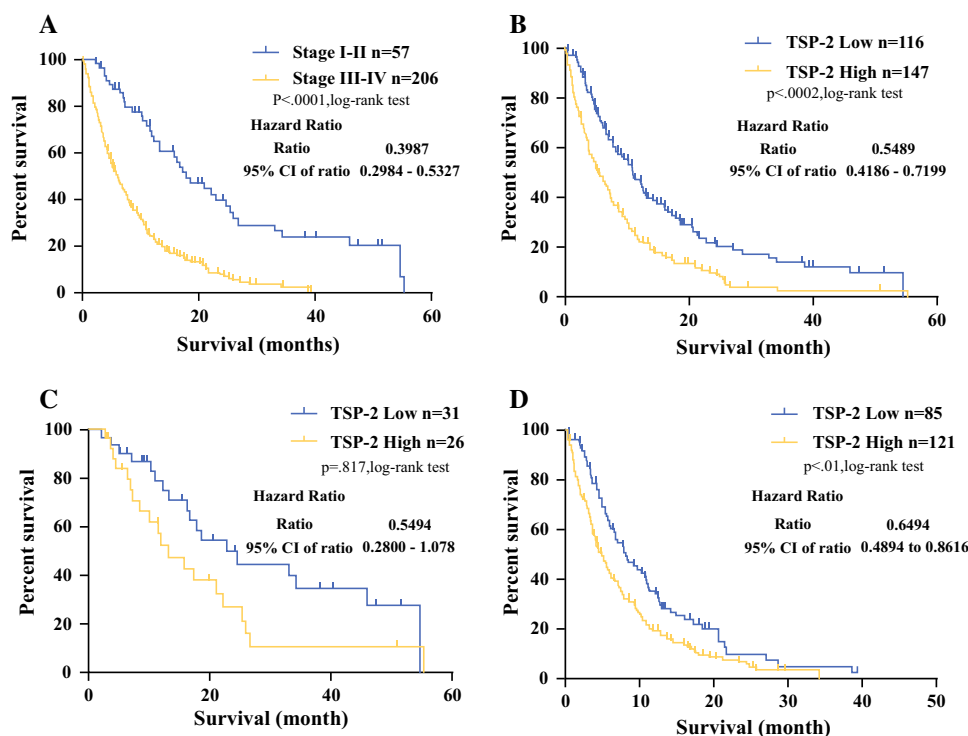 A
Stage I-II n=57
Stage III-IV n=206
P<.0001,log-rank test
Hazard Ratio
Ratio 0.3987
95% CI of ratio 0.2984 - 0.5327
Percent survival
100
80
60
40
20
0
0 20 40 60
Survival (months)
B
TSP-2 Low n=116
TSP-2 High n=147
p<.0002,log-rank test
Hazard Ratio
Ratio 0.5489
95% CI of ratio 0.4186 - 0.7199
Percent survival
100
80
60
40
20
0
0 20 40 60
Survival (month)
C
TSP-2 Low n=31
TSP-2 High n=26
p=.817,log-rank test
Hazard Ratio
Ratio 0.5494
95% CI of ratio 0.2800 - 1.078
Percent survival
100
80
60
40
20
0
0 20 40 60
Survival (month)
D
TSP-2 Low n=85
TSP-2 High n=121
p<.01,log-rank test
Hazard Ratio
Ratio 0.6494
95% CI of ratio 0.4894 to 0.8616
Percent survival
100
80
60
40
20
0
0 10 20 30 40 50
Survival (month)